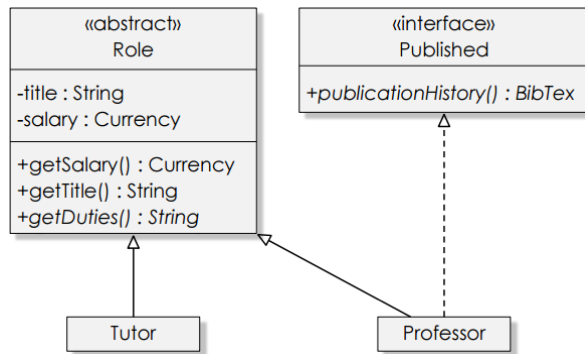 «abstract»
Role
-title : String
-salary : Currency
+getSalary() : Currency
+getTitle() : String
+getDuties() : String
«interface»
Published
+publicationHistory() : BibTex
Tutor
Professor